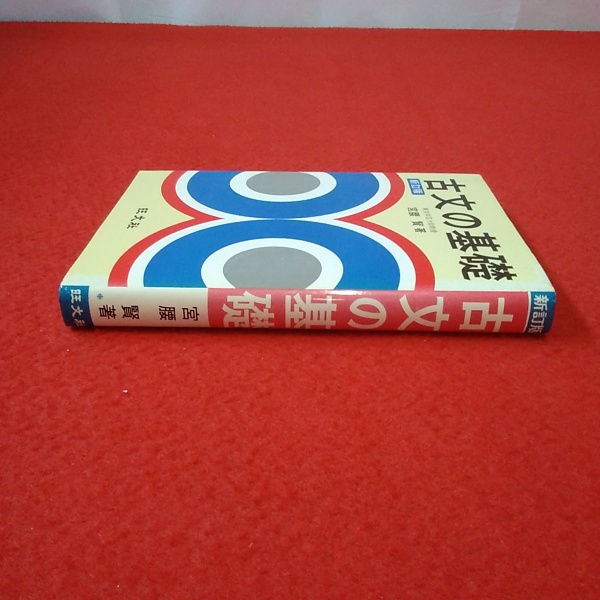 古文の基礎
新訂版
宮腰 賢著
旺文社
新訂版
古文の基礎
宮腰 賢著
旺文社